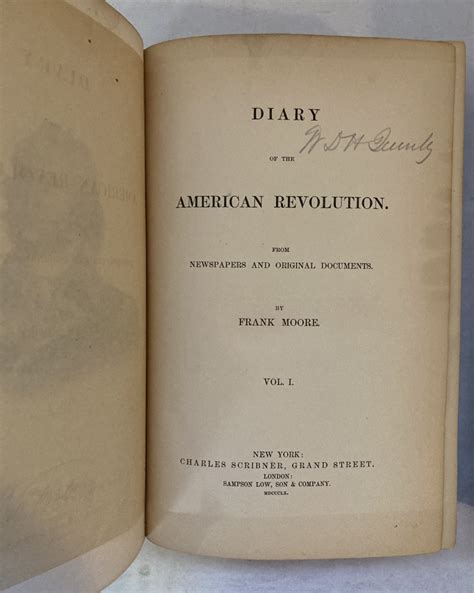 DIARY
W D H
OF THE
AMERICAN REVOLUTION.
FROM
NEWSPAPERS AND ORIGINAL DOCUMENTS.
BY
FRANK MOORE.
VOL. I.
NEW YORK:
CHARLES SCRIBNER, GRAND STREET.
LONDON:
SAMPSON LOW, SON & COMPANY.
MDCCCLX.